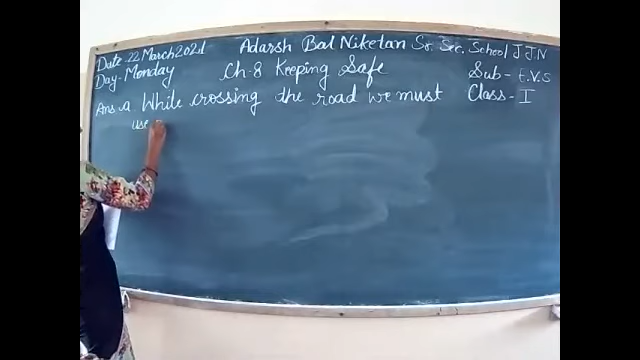 Date 22 March 2021 Adarsh Bal Niketan Sr. Sec. School JJN
Day- Monday Ch-8 Keeping Safe Sub- E.V.S
Ans a. While crossing the road we must Class- I
use